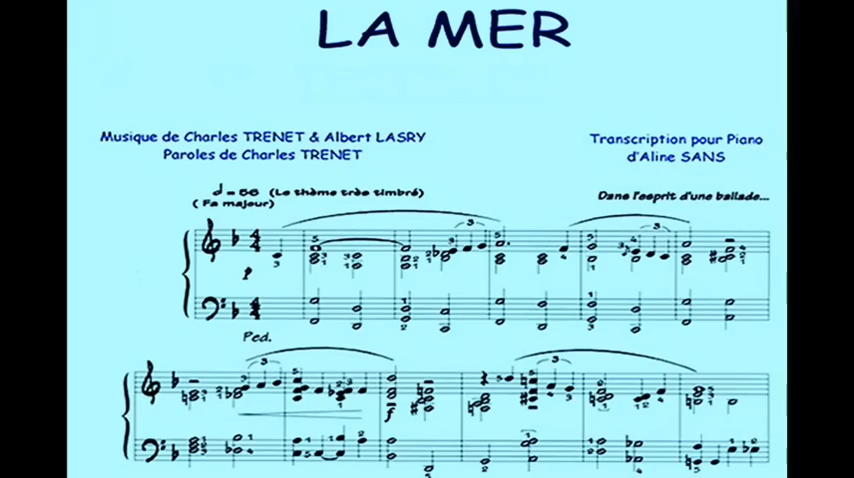 LA MER
Musique de Charles TRENET & Albert LASRY
Paroles de Charles TRENET
Transcription pour Piano
d'Aline SANS
(Le thème très timbré)
(Fa majeur)
Dans l'esprit d'une ballade...
Ped.